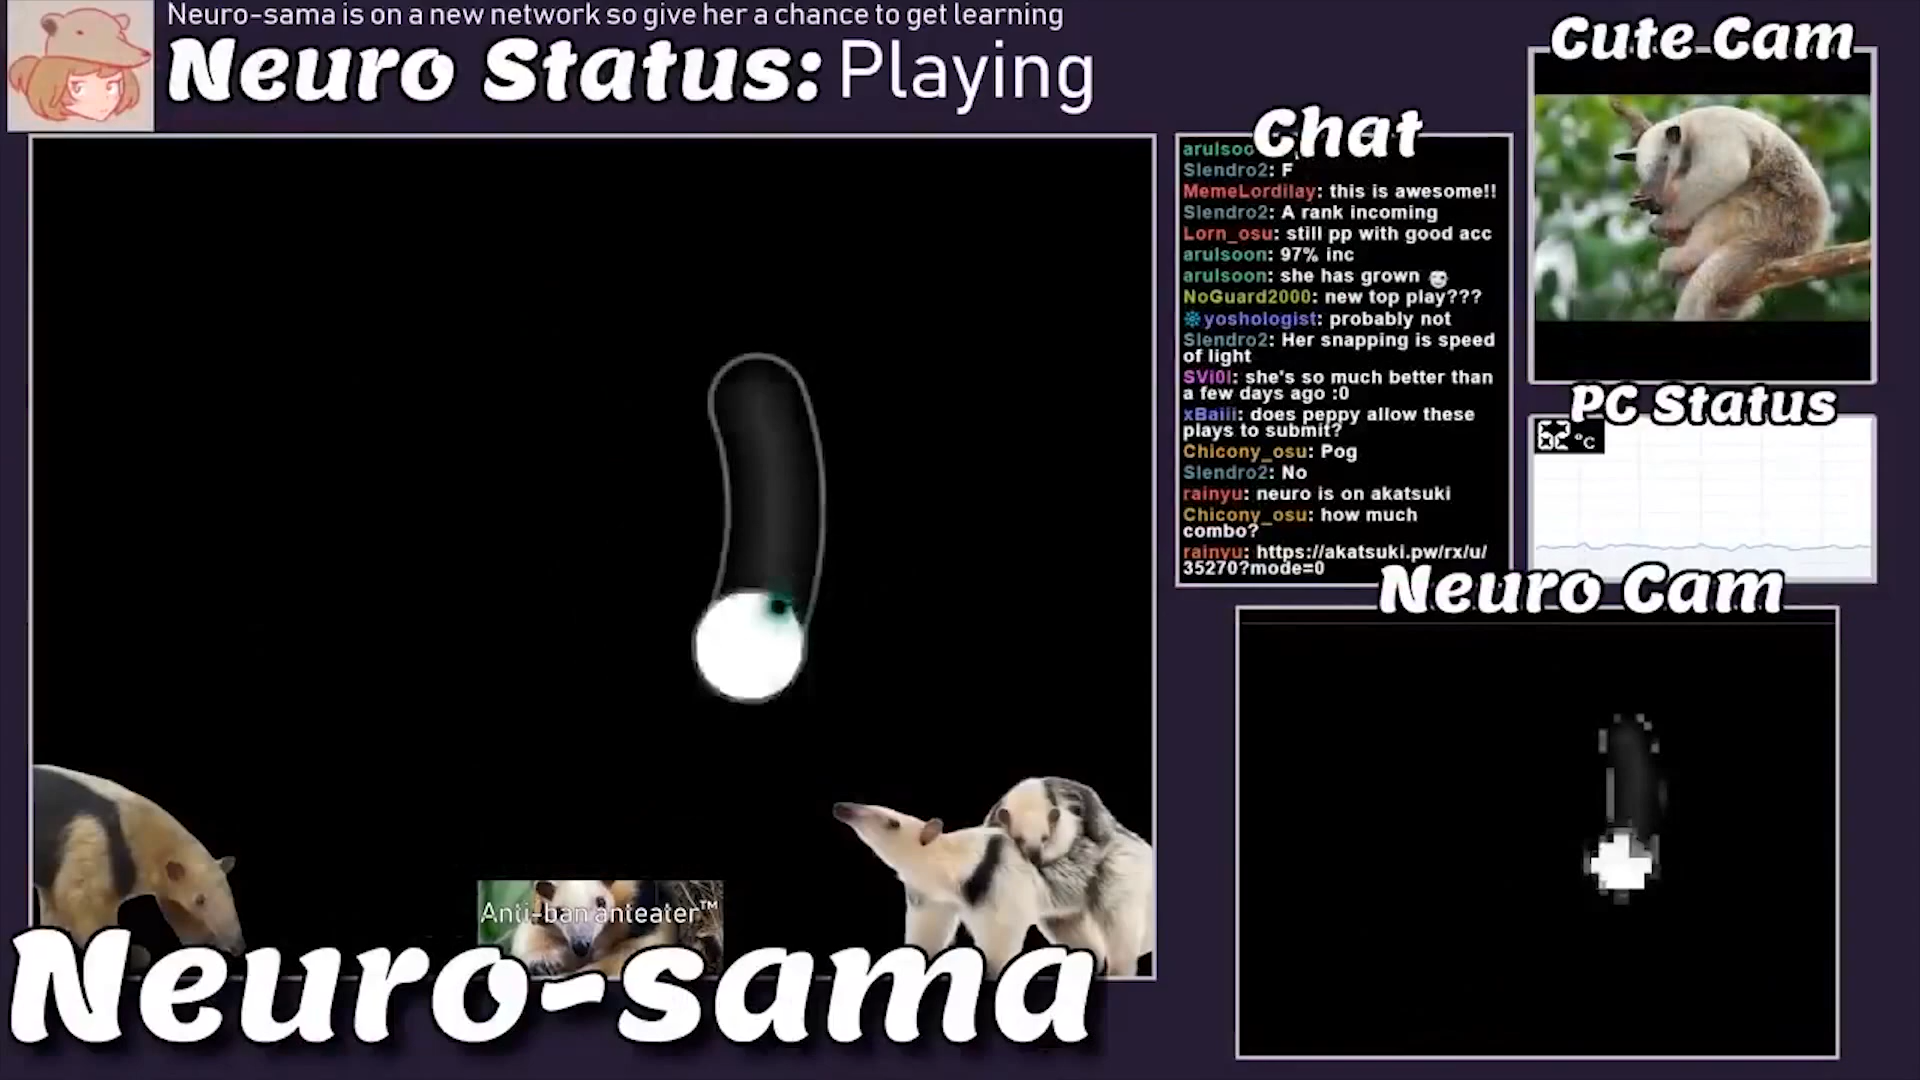 Neuro-sama is on a new network so give her a chance to get learning
Neuro Status: Playing
Cute Cam
Chat
arulsoo
Slendro2: F
MemeLordilay: this is awesome!!
Slendro2: A rank incoming
Lorn_osu: still pp with good acc
arulsoon: 97% inc
arulsoon: she has grown
NoGuard2000: new top play???
yoshologist: probably not
Slendro2: Her snapping is speed
of light
SVi0l: she's so much better than
a few days ago :0
xBaiii: does peppy allow these
plays to submit?
Chicony_osu: Pog
Slendro2: No
rainyu: neuro is on akatsuki
Chicony_osu: how much
combo?
rainyu: https://akatsuki.pw/rx/u/
35270?mode=0
PC Status
62 °C
Neuro Cam
Anti-ban anteater™
Neuro-sama